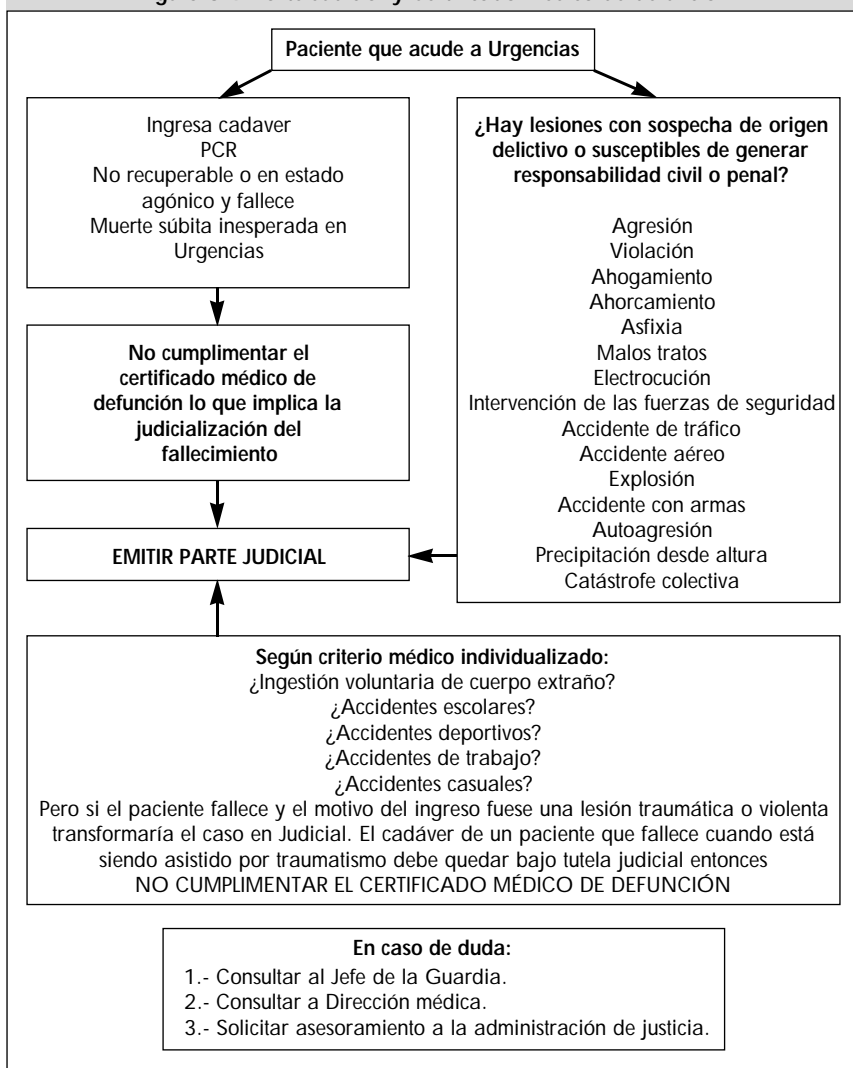 Paciente que acude a Urgencias
Ingresa cadaver
PCR
No recuperable o en estado
agónico y fallece
Muerte súbita inesperada en
Urgencias
¿Hay lesiones con sospecha de origen
delictivo o susceptibles de generar
responsabilidad civil o penal?
Agresión
Violación
Ahogamiento
Ahorcamiento
Asfixia
Malos tratos
Electrocución
Intervención de las fuerzas de seguridad
Accidente de tráfico
Accidente aéreo
Explosión
Accidente con armas
Autoagresión
Precipitación desde altura
Catástrofe colectiva
No cumplimentar el
certificado médico de
defunción lo que implica la
judicialización del
fallecimiento
EMITIR PARTE JUDICIAL
Según criterio médico individualizado:
¿Ingestión voluntaria de cuerpo extraño?
¿Accidentes escolares?
¿Accidentes deportivos?
¿Accidentes de trabajo?
¿Accidentes casuales?
Pero si el paciente fallece y el motivo del ingreso fuese una lesión traumática o violenta
transformaría el caso en Judicial. El cadáver de un paciente que fallece cuando está
siendo asistido por traumatismo debe quedar bajo tutela judicial entonces
NO CUMPLIMENTAR EL CERTIFICADO MÉDICO DE DEFUNCIÓN
En caso de duda:
1.- Consultar al Jefe de la Guardia.
2.- Consultar a Dirección médica.
3.- Solicitar asesoramiento a la administración de justicia.